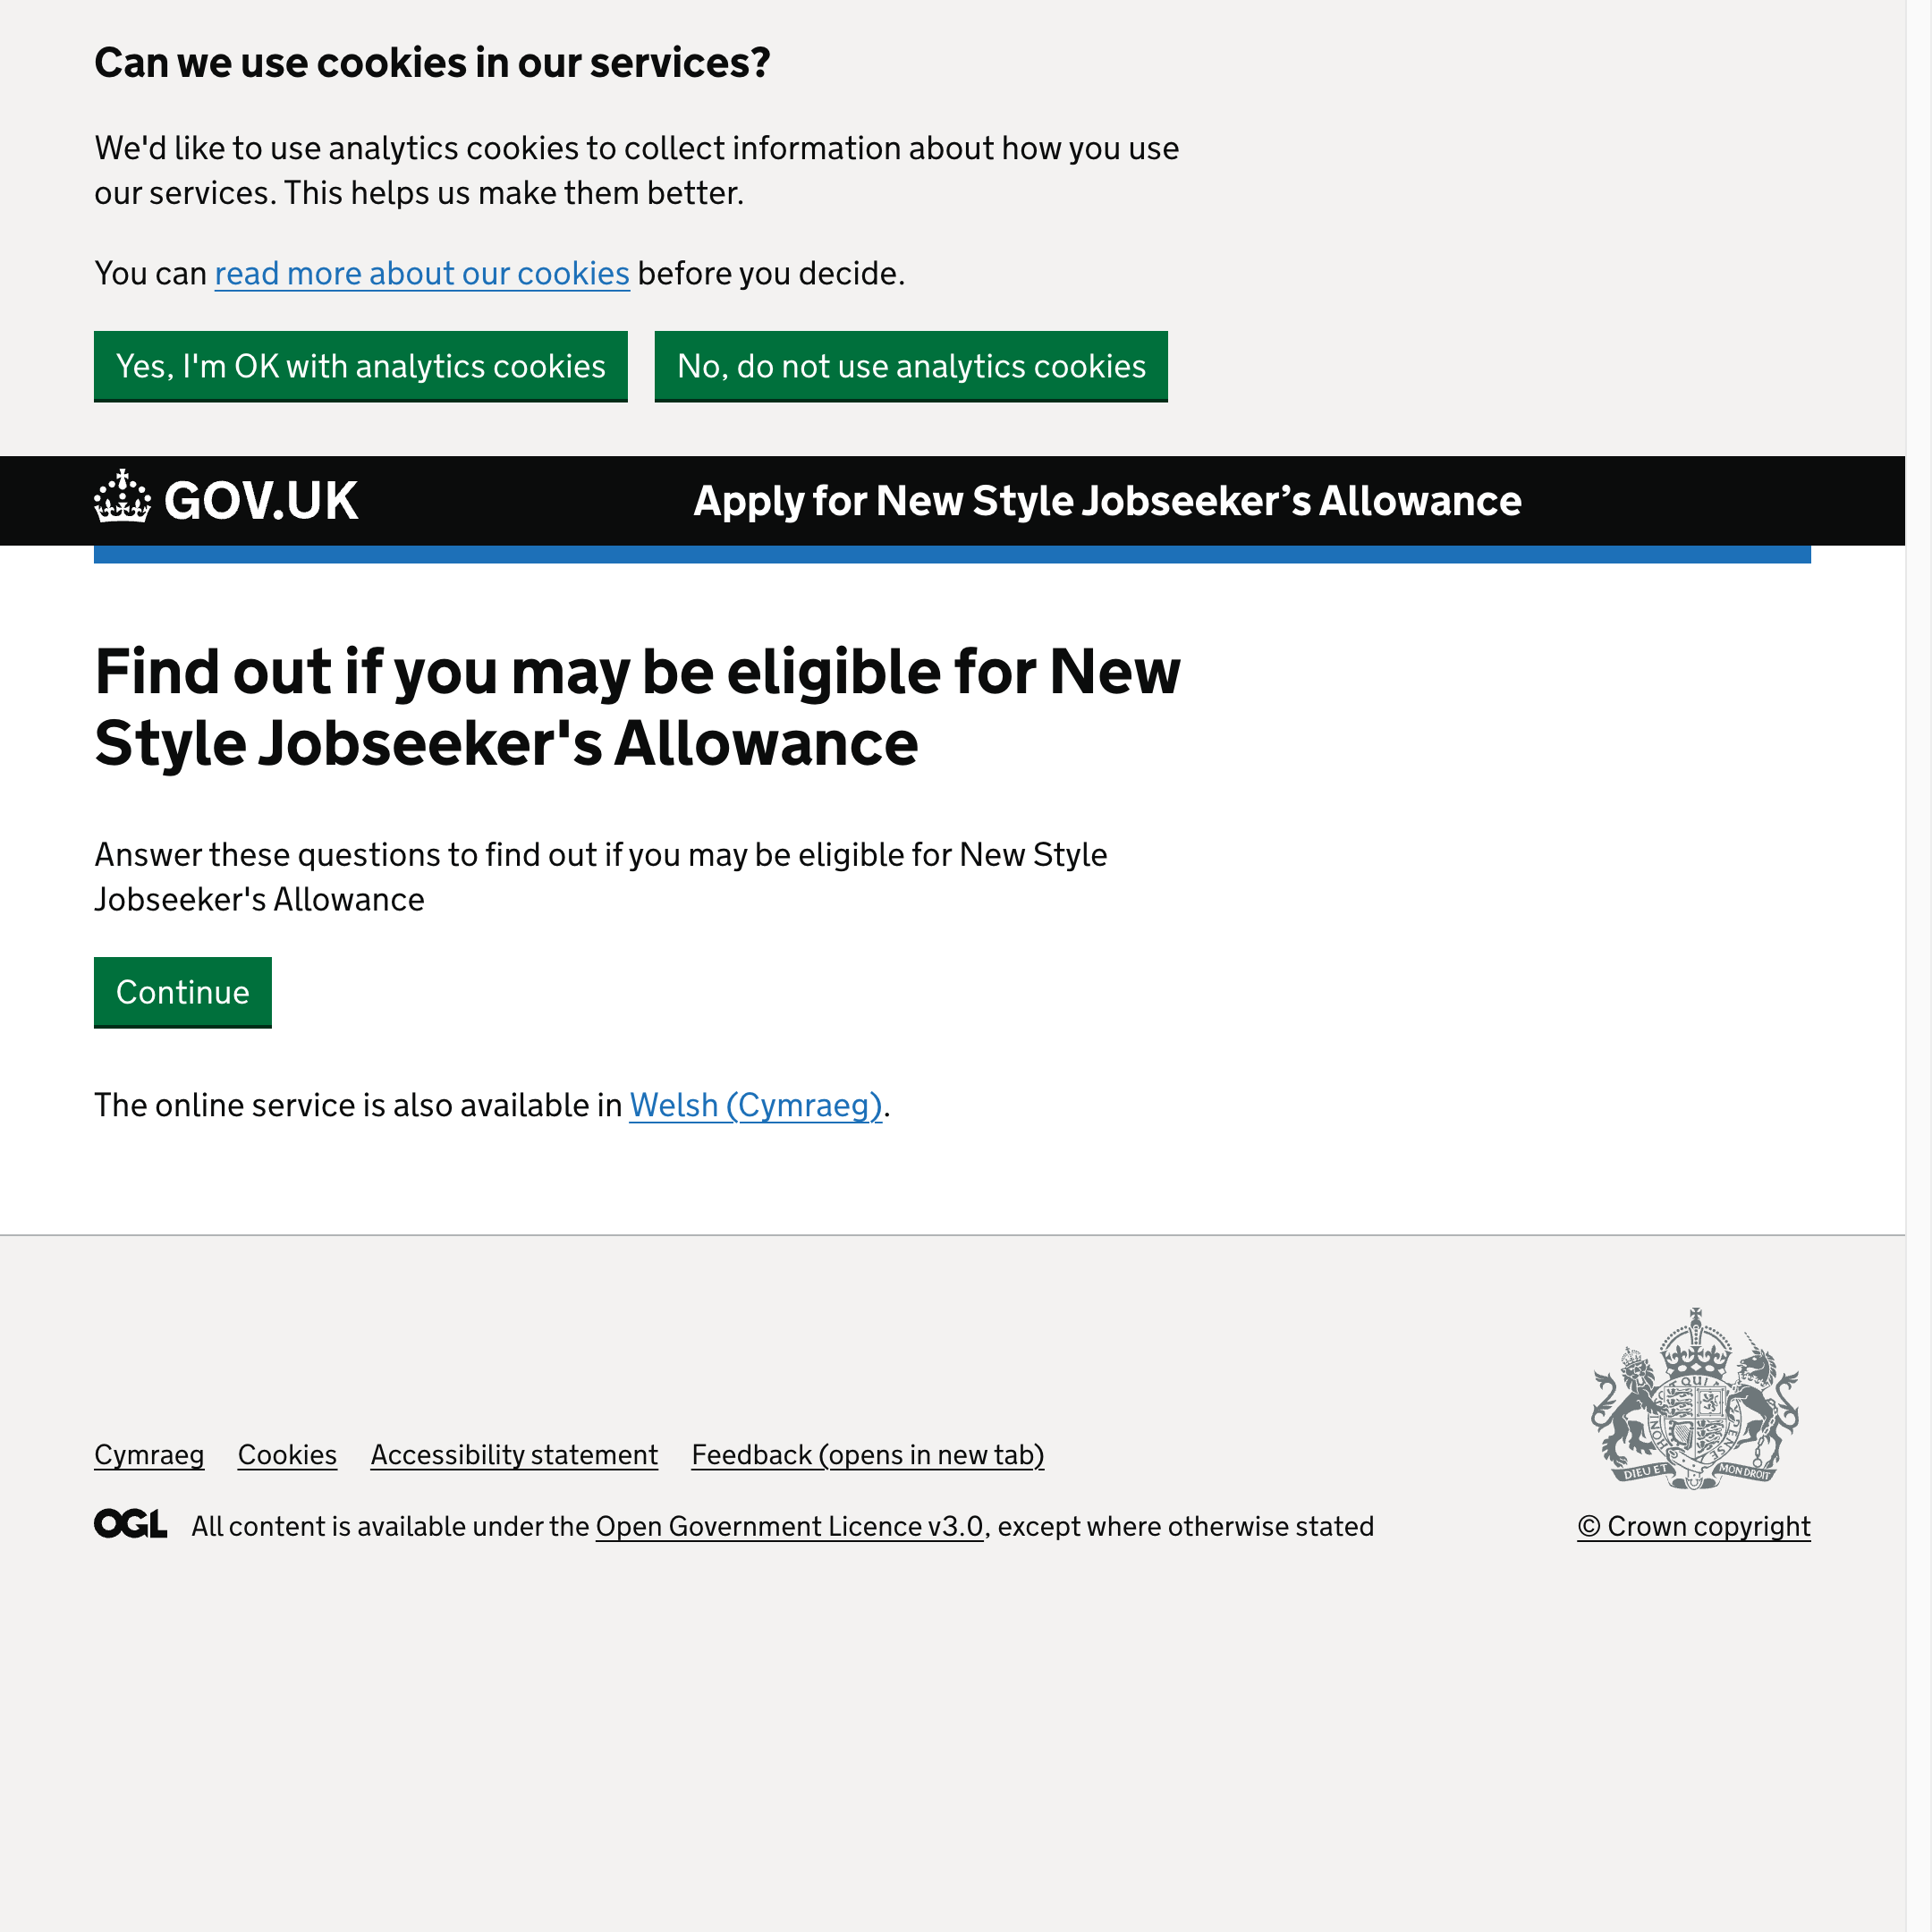 Can we use cookies in our services?
We'd like to use analytics cookies to collect information about how you use
our services. This helps us make them better.
You can read more about our cookies before you decide.
Yes, I'm OK with analytics cookies
No, do not use analytics cookies
GOV.UK
Apply for New Style Jobseeker’s Allowance
Find out if you may be eligible for New
Style Jobseeker's Allowance
Answer these questions to find out if you may be eligible for New Style
Jobseeker's Allowance
Continue
The online service is also available in Welsh (Cymraeg).
DIEU ET MON DROIT
Cymraeg Cookies Accessibility statement Feedback (opens in new tab)
OGL All content is available under the Open Government Licence v3.0, except where otherwise stated
© Crown copyright